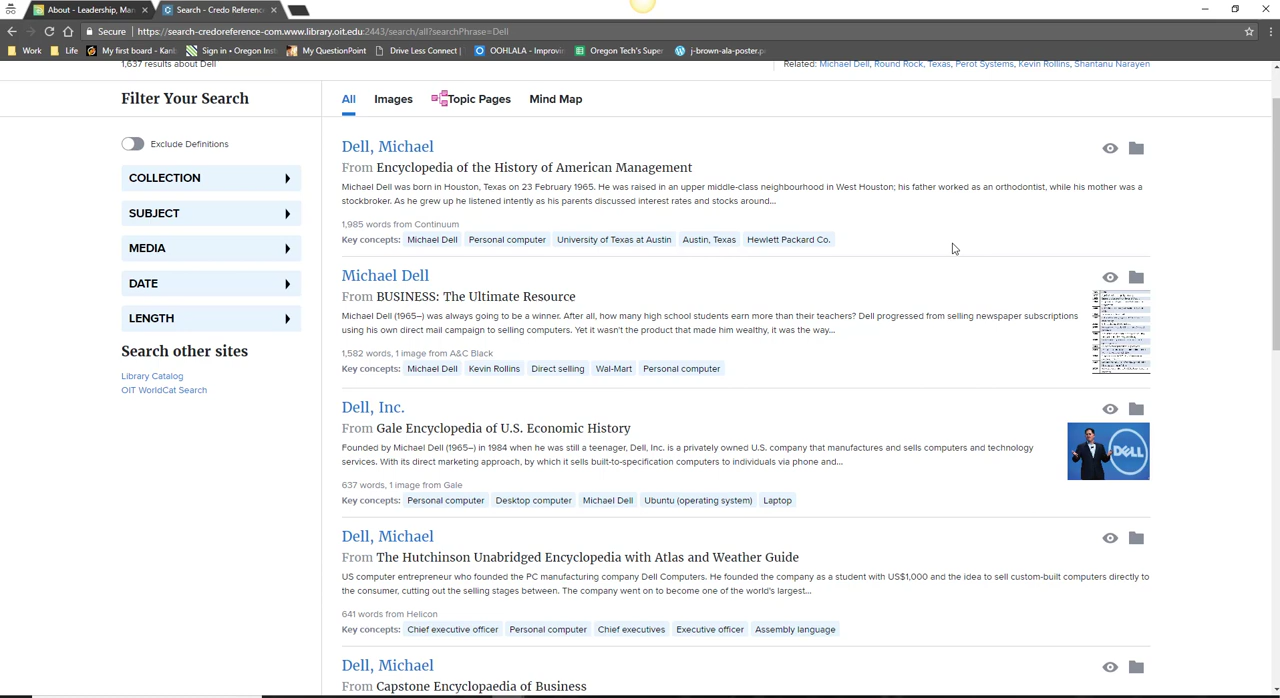 About - Leadership, Man
Search - Credo Reference
Secure
https://search-credoreference-com.www.library.oit.edu:2443/search/all?searchPhrase=Dell
Work
Life
My first board - Kanb
Sign in • Oregon Inst
My QuestionPoint
Drive Less Connect |
OOHLALA - Improvin
Oregon Tech's Super
j-brown-ala-poster.p
1,637 results about Dell
Related: Michael Dell, Round Rock, Texas, Perot Systems, Kevin Rollins, Shantanu Narayen
Filter Your Search
All Images Topic Pages Mind Map
Exclude Definitions
COLLECTION
SUBJECT
MEDIA
DATE
LENGTH
Search other sites
Library Catalog
OIT WorldCat Search
Dell, Michael
From Encyclopedia of the History of American Management
Michael Dell was born in Houston, Texas on 23 February 1965. He was raised in an upper middle-class neighbourhood in West Houston; his father worked as an orthodontist, while his mother was a
stockbroker. As he grew up he listened intently as his parents discussed interest rates and stocks around...
1,985 words from Continuum
Key concepts: Michael Dell Personal computer University of Texas at Austin Austin, Texas Hewlett Packard Co.
Michael Dell
From BUSINESS: The Ultimate Resource
Michael Dell (1965–) was always going to be a winner. After all, how many high school students earn more than their teachers? Dell progressed from selling newspaper subscriptions
using his own direct mail campaign to selling computers. Yet it wasn't the product that made him wealthy, it was the way...
1,582 words, 1 image from A&C Black
Key concepts: Michael Dell Kevin Rollins Direct selling Wal-Mart Personal computer
Dell, Inc.
From Gale Encyclopedia of U.S. Economic History
Founded by Michael Dell (1965–) in 1984 when he was still a teenager, Dell, Inc. is a privately owned U.S. company that manufactures and sells computers and technology
services. With its direct marketing approach, by which it sells built-to-specification computers to individuals via phone and...
637 words, 1 image from Gale
Key concepts: Personal computer Desktop computer Michael Dell Ubuntu (operating system) Laptop
DELL
Dell, Michael
From The Hutchinson Unabridged Encyclopedia with Atlas and Weather Guide
US computer entrepreneur who founded the PC manufacturing company Dell Computers. He founded the company as a student with US$1,000 and the idea to sell custom-built computers directly to
the consumer, cutting out the selling stages between. The company went on to become one of the world's largest...
641 words from Helicon
Key concepts: Chief executive officer Personal computer Chief executives Executive officer Assembly language
Dell, Michael
From Capstone Encyclopaedia of Business